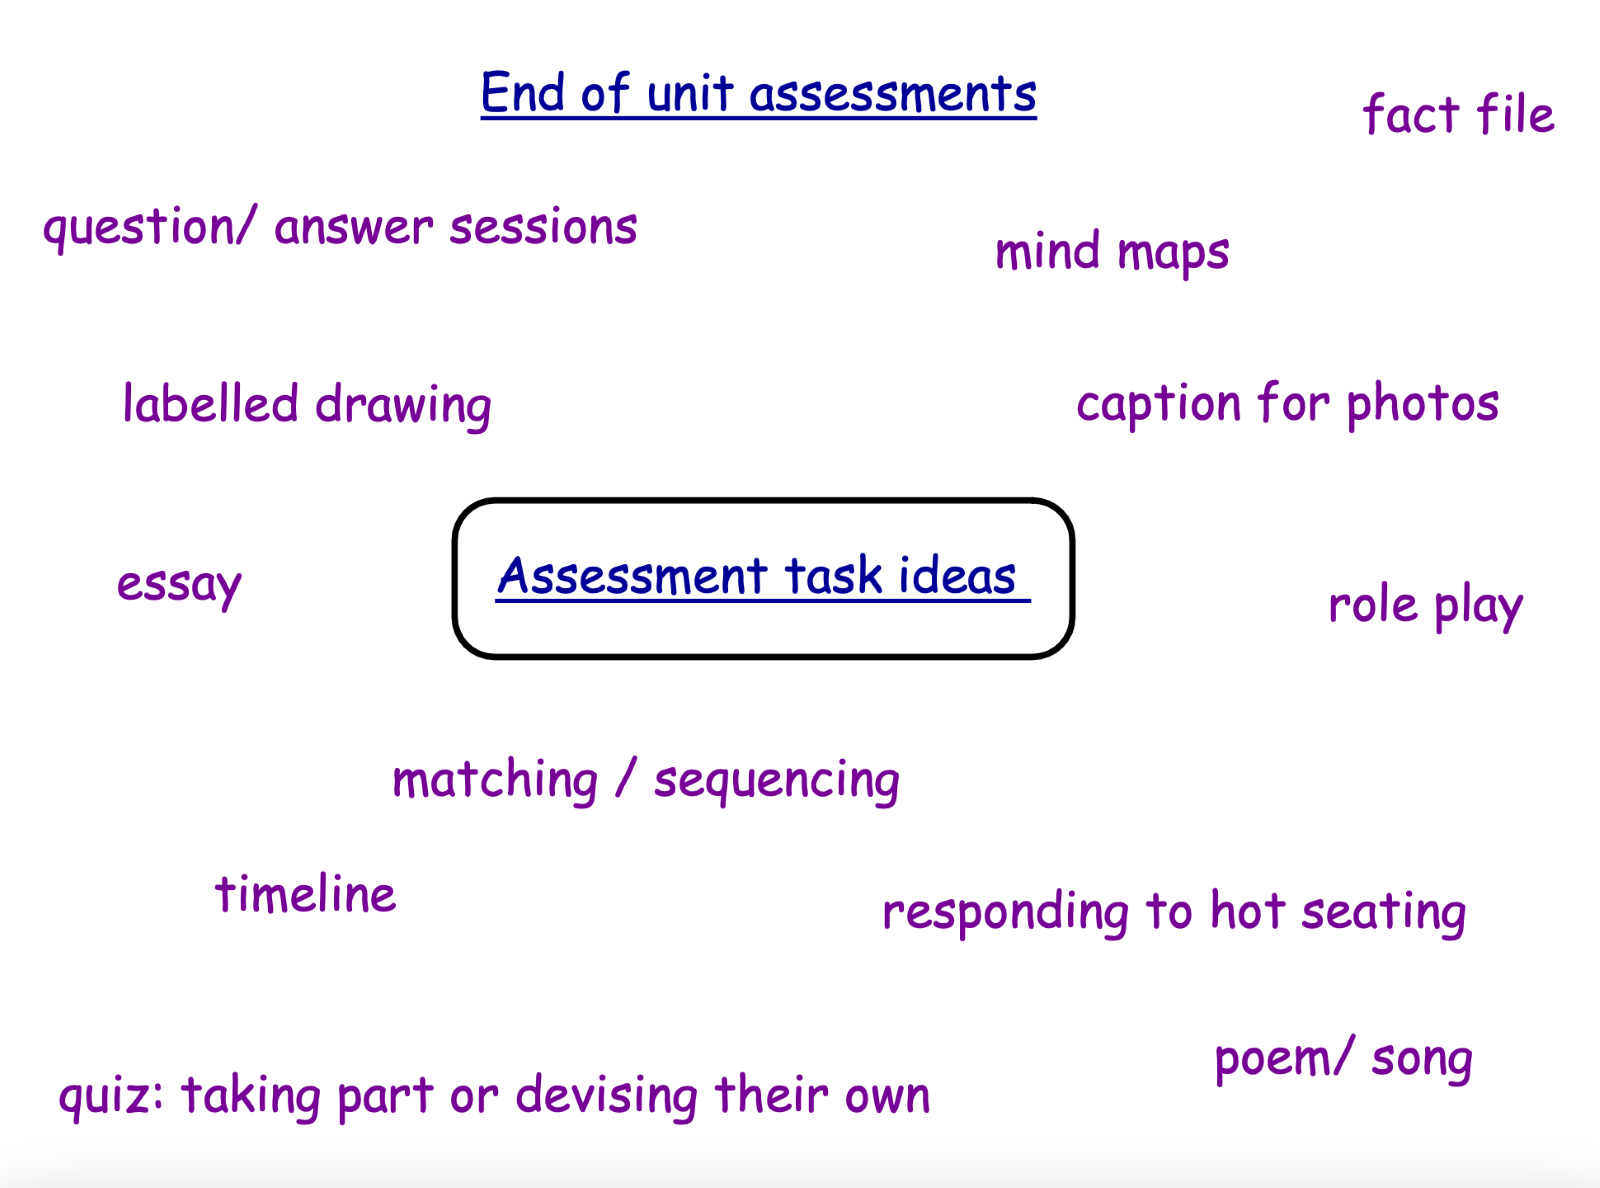 End of unit assessments
fact file
question/ answer sessions
mind maps
labelled drawing
caption for photos
Assessment task ideas
essay
role play
matching / sequencing
timeline
responding to hot seating
poem/ song
quiz: taking part or devising their own